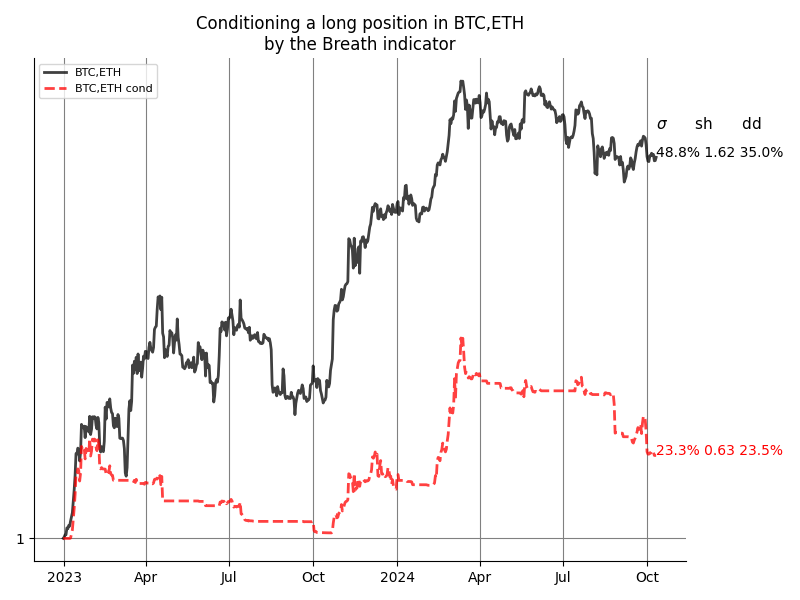 Conditioning a long position in BTC,ETH
by the Breath indicator
BTC,ETH
BTC,ETH cond
σ sh dd
48.8% 1.62 35.0%
23.3% 0.63 23.5%
1
2023 Apr Jul Oct 2024 Apr Jul Oct